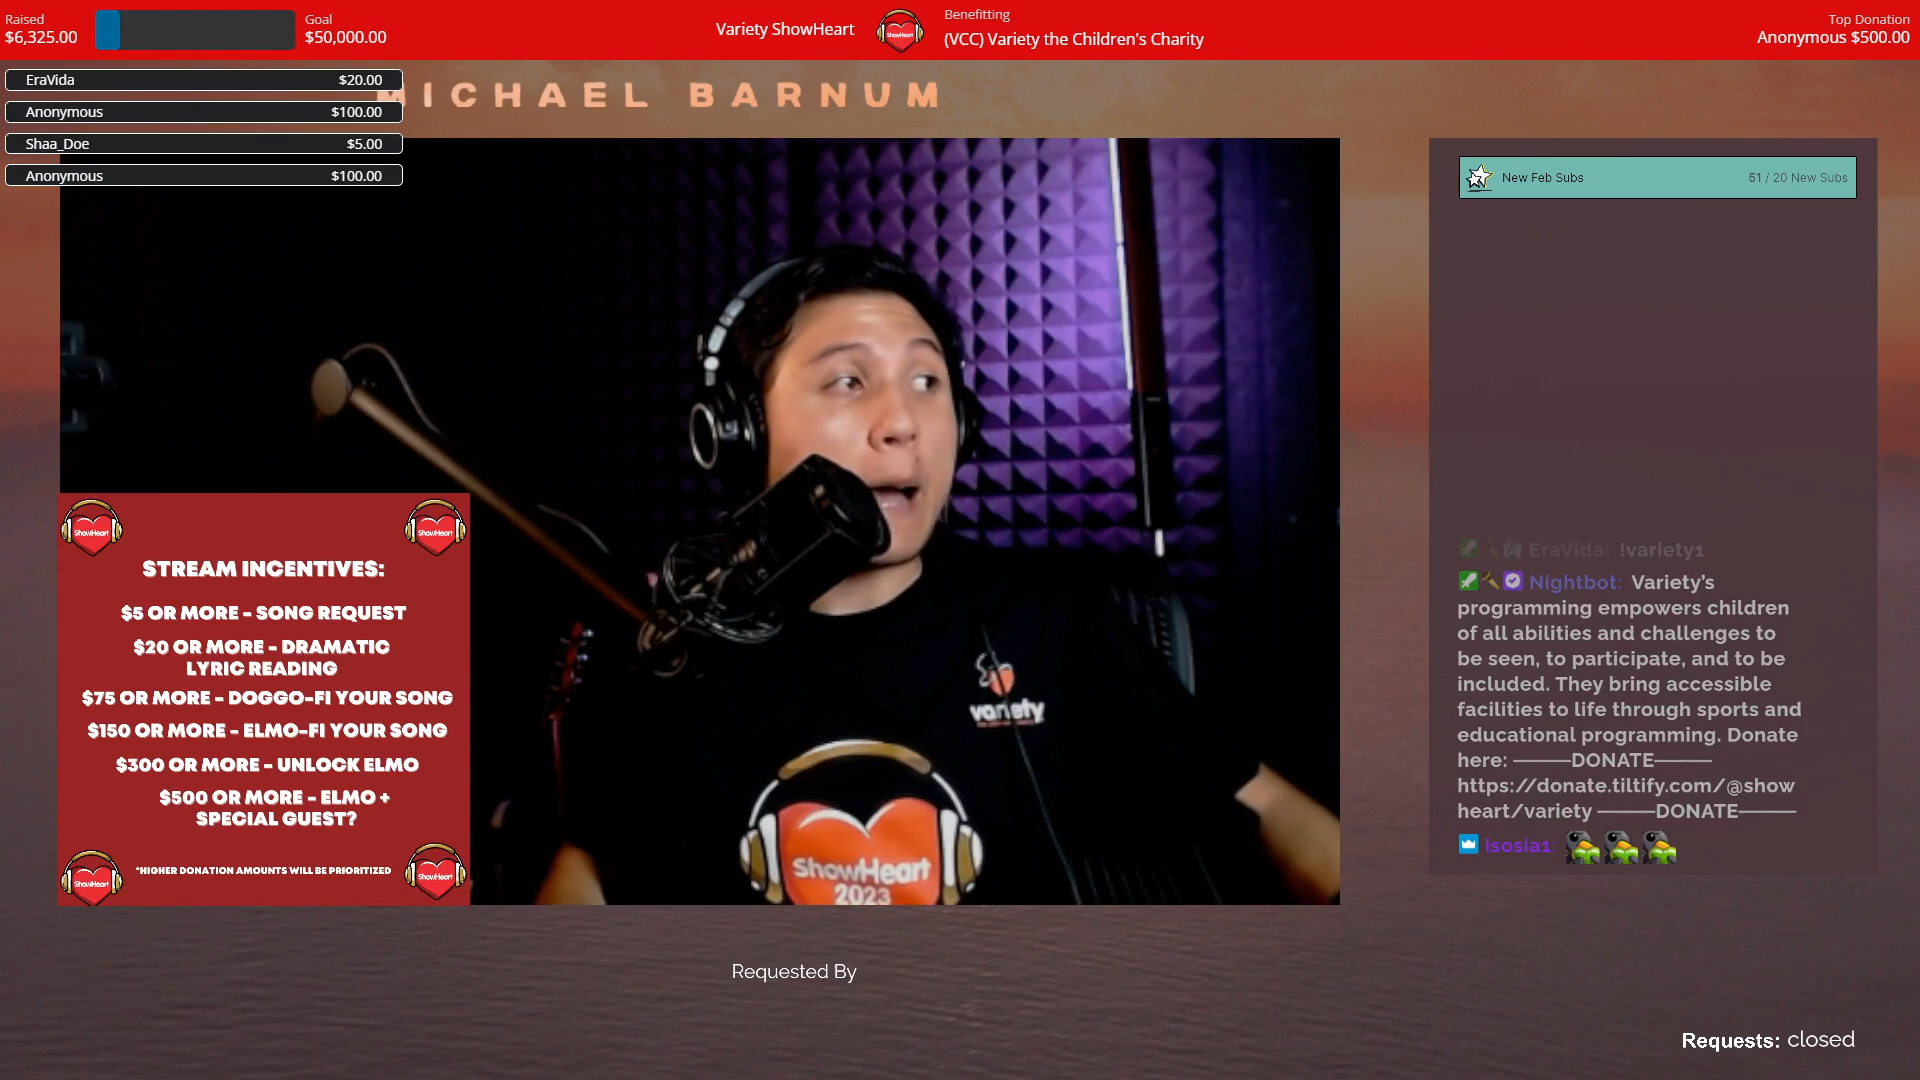 Raised
$6,325.00
Goal
$50,000.00
Variety ShowHeart
ShowHeart
Benefitting
(VCC) Variety the Children's Charity
Top Donation
Anonymous $500.00
EraVida $20.00
Anonymous $100.00
Shaa_Doe $5.00
Anonymous $100.00
MICHAEL BARNUM
New Feb Subs 51 / 20 New Subs
ShowHeart
ShowHeart
STREAM INCENTIVES:
$5 OR MORE - SONG REQUEST
$20 OR MORE - DRAMATIC
LYRIC READING
$75 OR MORE - DOGGO-FI YOUR SONG
$150 OR MORE - ELMO-FI YOUR SONG
$300 OR MORE - UNLOCK ELMO
$500 OR MORE - ELMO +
SPECIAL GUEST?
*HIGHER DONATION AMOUNTS WILL BE PRIORITIZED
ShowHeart
ShowHeart
variety
ShowHeart
2023
EraVida: !variety1
Nightbot: Variety’s
programming empowers children
of all abilities and challenges to
be seen, to participate, and to be
included. They bring accessible
facilities to life through sports and
educational programming. Donate
here: ———DONATE———
https://donate.tiltify.com/@show
heart/variety ———DONATE———
Isosia1:
Requested By
Requests: closed